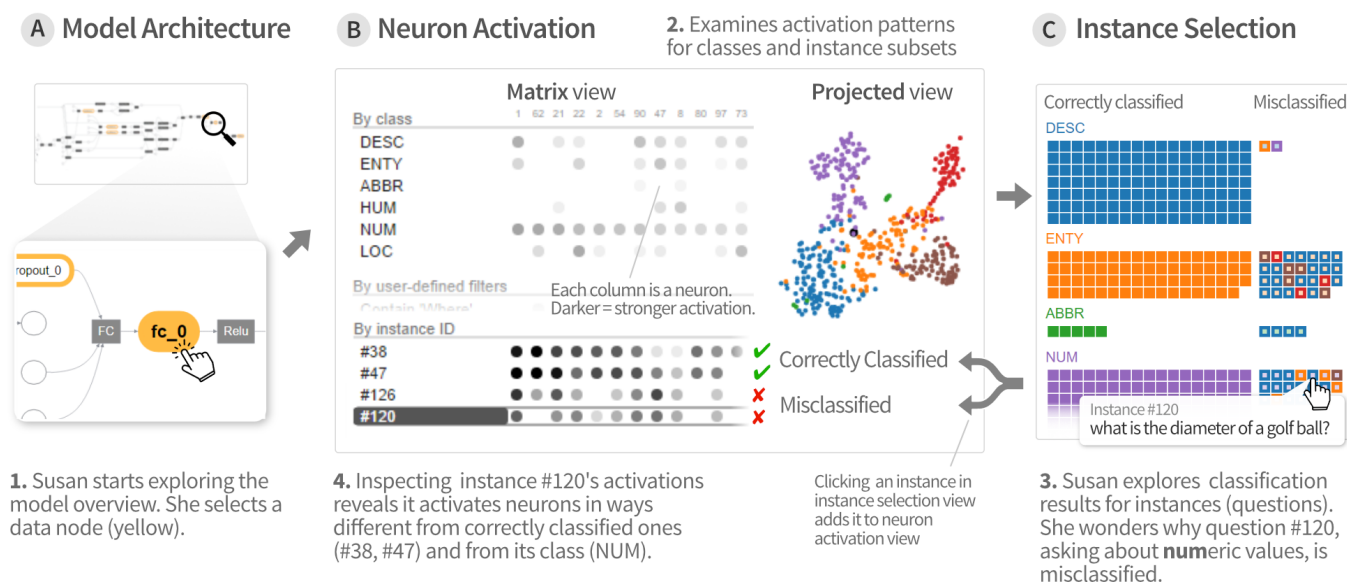 A Model Architecture
B Neuron Activation
2. Examines activation patterns
for classes and instance subsets
C Instance Selection
Matrix view
Projected view
By class
1 62 21 22 2 54 90 47 8 80 97 73
DESC
ENTY
ABBR
HUM
NUM
LOC
By user-defined filters
Contain 'Where'
Each column is a neuron.
Darker = stronger activation.
By instance ID
#38
#47
#126
#120
Correctly Classified
Misclassified
ropout_0
FC
fc_0
Relu
Correctly classified
Misclassified
DESC
ENTY
ABBR
NUM
Instance #120
what is the diameter of a golf ball?
1. Susan starts exploring the
model overview. She selects a
data node (yellow).
4. Inspecting instance #120's activations
reveals it activates neurons in ways
different from correctly classified ones
(#38, #47) and from its class (NUM).
Clicking an instance in
instance selection view
adds it to neuron
activation view
3. Susan explores classification
results for instances (questions).
She wonders why question #120,
asking about numeric values, is
misclassified.